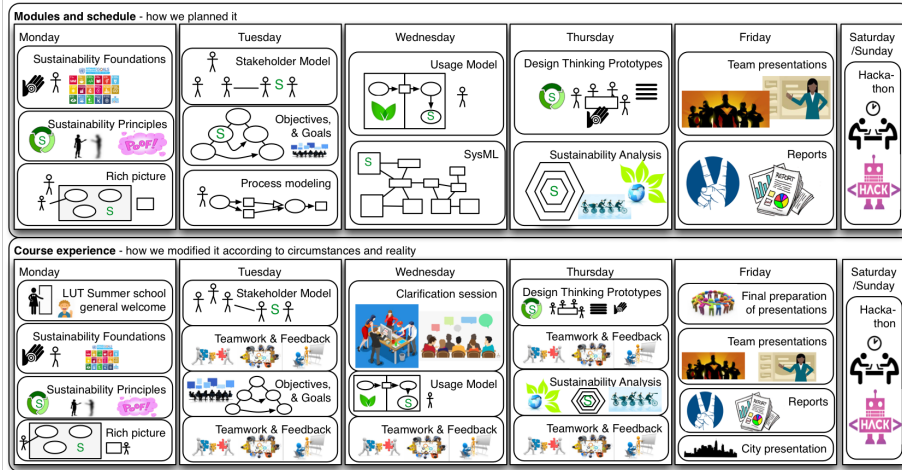 Modules and schedule - how we planned it
Monday
Sustainability Foundations
Sustainability Principles
S
POOF!
Rich picture
S
Tuesday
Stakeholder Model
S
Objectives,
& Goals
S
Process modeling
Wednesday
Usage Model
S
SysML
S
Thursday
Design Thinking Prototypes
S
Sustainability Analysis
S
Friday
Team presentations
Reports
REPORT
Saturday
/Sunday
Hacka-
thon
<HACK>
Course experience - how we modified it according to circumstances and reality
Monday
LUT Summer school
general welcome
Sustainability Foundations
Sustainability Principles
S
POOF!
Rich picture
S
Tuesday
Stakeholder Model
S
Teamwork & Feedback
Objectives,
& Goals
Teamwork & Feedback
Wednesday
Clarification session
Usage Model
S
Teamwork & Feedback
Thursday
Design Thinking Prototypes
S
Teamwork & Feedback
Sustainability Analysis
S
Teamwork & Feedback
Friday
Final preparation
of presentations
Team presentations
Reports
REPORT
City presentation
Saturday
/Sunday
Hacka-
thon
<HACK>